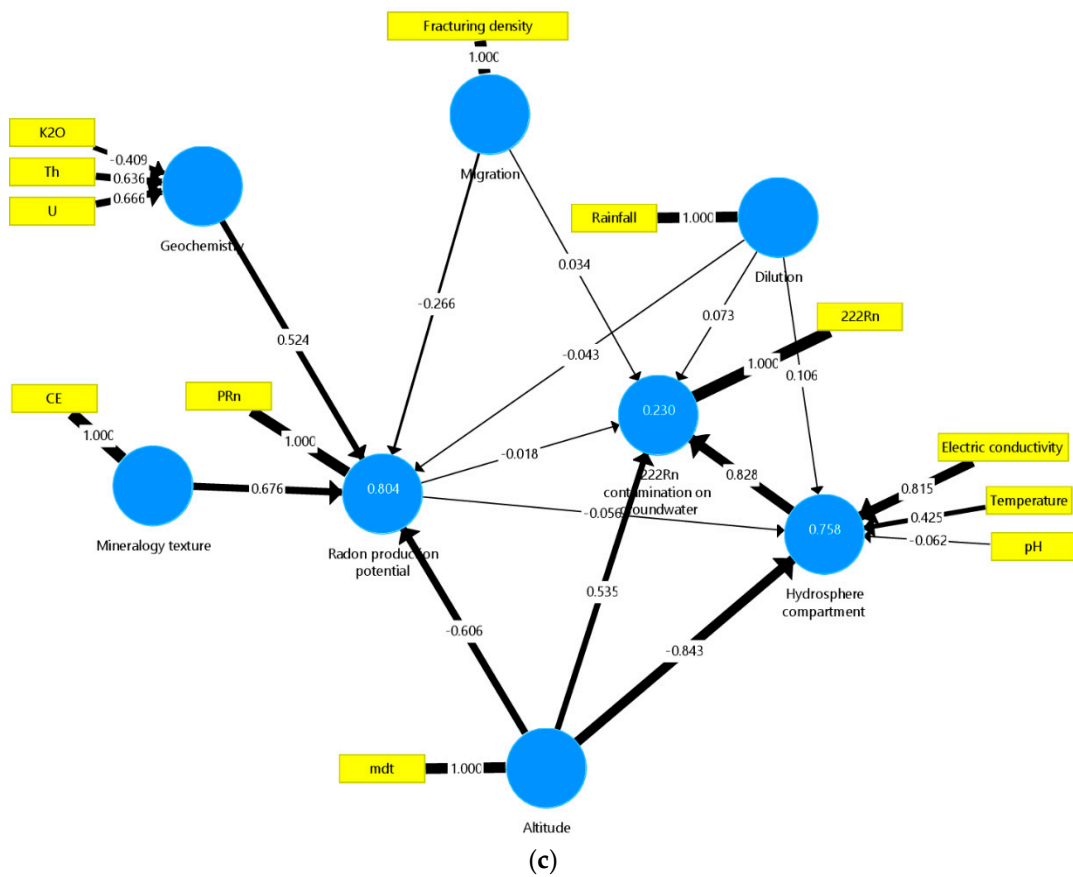 Fracturing density
1.000
Migration
K2O
Th
U
-0.409
0.636
0.666
Geochemistry
Rainfall
1.000
Dilution
0.034
-0.266
0.073
222Rn
1.000
0.106
0.524
-0.043
CE
1.000
PRn
1.000
0.230
-0.018
222Rn
contamination on
groundwater
0.828
Electric conductivity
0.815
Temperature
0.425
pH
-0.062
0.676
0.804
-0.056
0.758
Mineralogy texture
Radon production
potential
Hydrosphere
compartment
0.535
-0.606
-0.843
mdt
1.000
Altitude
(c)